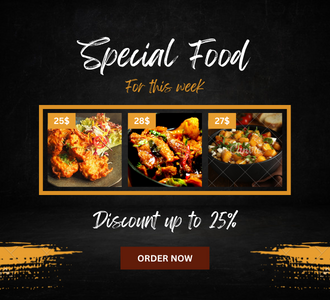 Special Food
For this week
25$ 28$ 27$
Discount up to 25%
ORDER NOW